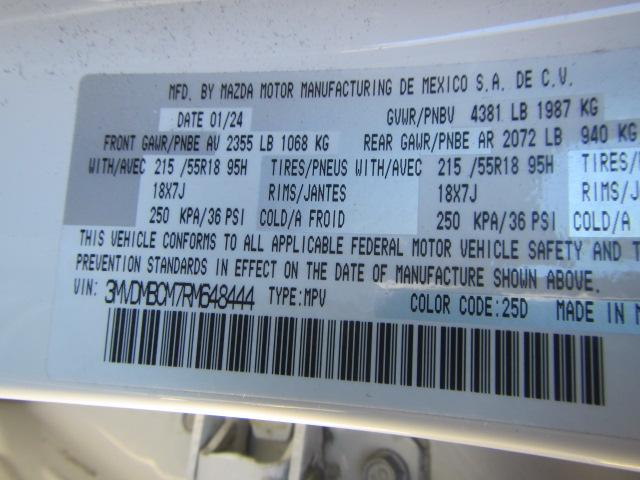 MFD. BY MAZDA MOTOR MANUFACTURING DE MEXICO S.A. DE C.V.
DATE 01/24 GVWR/PNBV 4381 LB 1987 KG
FRONT GAWR/PNBE AV 2355 LB 1068 KG REAR GAWR/PNBE AR 2072 LB 940 KG
WITH/AVEC 215 /55R18 95H TIRES/PNEUS WITH/AVEC 215 /55R18 95H TIRES/
18X7J RIMS/JANTES 18X7J RIMS/J
250 KPA/36 PSI COLD/A FROID 250 KPA/36 PSI COLD/A
THIS VEHICLE CONFORMS TO ALL APPLICABLE FEDERAL MOTOR VEHICLE SAFETY AND T
PREVENTION STANDARDS IN EFFECT ON THE DATE OF MANUFACTURE SHOWN ABOVE.
VIN: 3MVDMBCM7RM648444 TYPE: MPV COLOR CODE: 25D MADE IN M